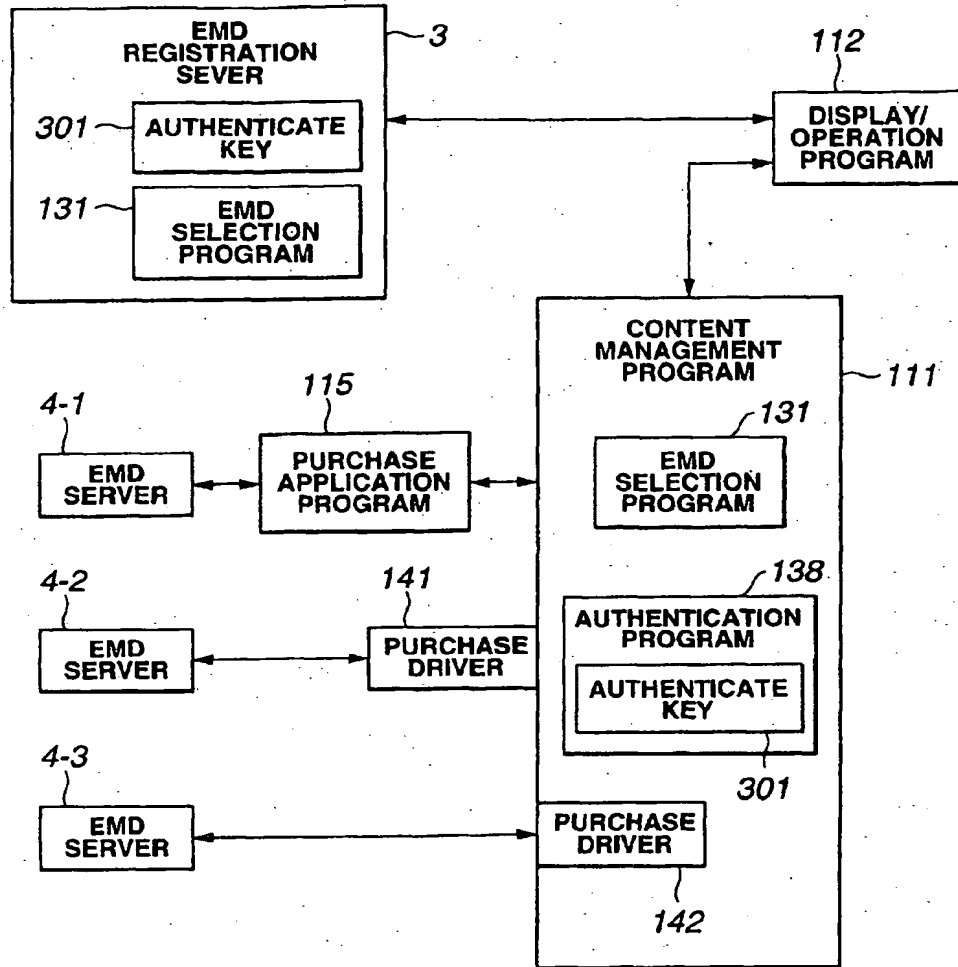 EMD
REGISTRATION
SEVER
3
301
AUTHENTICATE
KEY
131
EMD
SELECTION
PROGRAM
112
DISPLAY/
OPERATION
PROGRAM
CONTENT
MANAGEMENT
PROGRAM
111
4-1
EMD
SERVER
115
PURCHASE
APPLICATION
PROGRAM
131
EMD
SELECTION
PROGRAM
4-2
EMD
SERVER
141
PURCHASE
DRIVER
138
AUTHENTICATION
PROGRAM
AUTHENTICATE
KEY
301
4-3
EMD
SERVER
PURCHASE
DRIVER
142